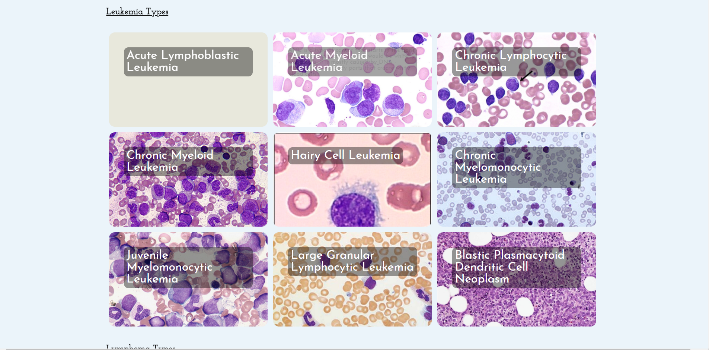 Leukemia Types
Acute Lymphoblastic
Leukemia
Acute Myeloid
Leukemia
Chronic Lymphocytic
Leukemia
Chronic Myeloid
Leukemia
Hairy Cell Leukemia
Chronic
Myelomonocytic
Leukemia
Juvenile
Myelomonocytic
Leukemia
Large Granular
Lymphocytic Leukemia
Blastic Plasmacytoid
Dendritic Cell
Neoplasm
Lymphoma Types